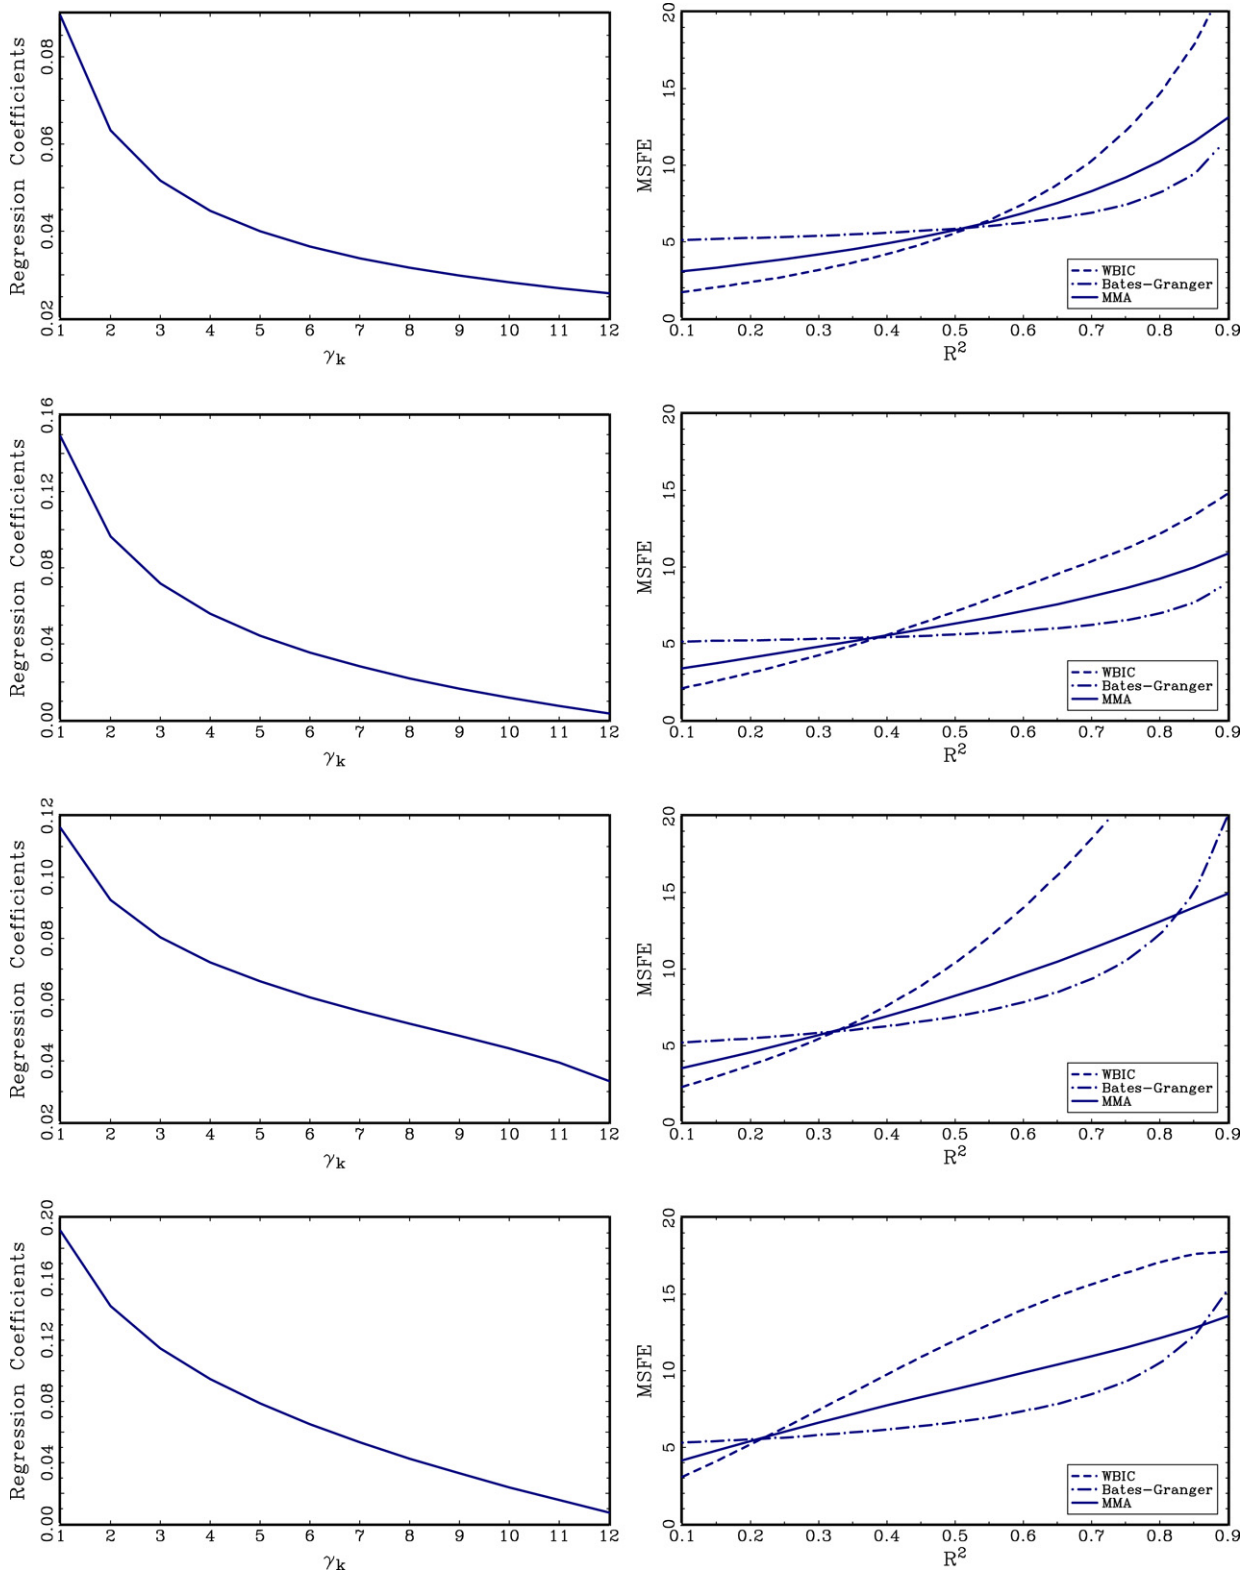 Regression Coefficients
0.02 0.04 0.06 0.08
0.1 2 3 4 5 6 7 8 9 10 11 12
γk
MSFE
0 5 10 15 20
WBIC
Bates-Granger
MMA
0.1 0.2 0.3 0.4 0.5 0.6 0.7 0.8 0.9
R²
Regression Coefficients
0.00 0.04 0.08 0.12 0.16
0.1 2 3 4 5 6 7 8 9 10 11 12
γk
MSFE
0 5 10 15 20
WBIC
Bates-Granger
MMA
0.1 0.2 0.3 0.4 0.5 0.6 0.7 0.8 0.9
R²
Regression Coefficients
0.02 0.04 0.06 0.08 0.10 0.12
0.1 2 3 4 5 6 7 8 9 10 11 12
γk
MSFE
0 5 10 15 20
WBIC
Bates-Granger
MMA
0.1 0.2 0.3 0.4 0.5 0.6 0.7 0.8 0.9
R²
Regression Coefficients
0.00 0.04 0.08 0.12 0.16 0.20
0.1 2 3 4 5 6 7 8 9 10 11 12
γk
MSFE
0 5 10 15 20
WBIC
Bates-Granger
MMA
0.1 0.2 0.3 0.4 0.5 0.6 0.7 0.8 0.9
R²